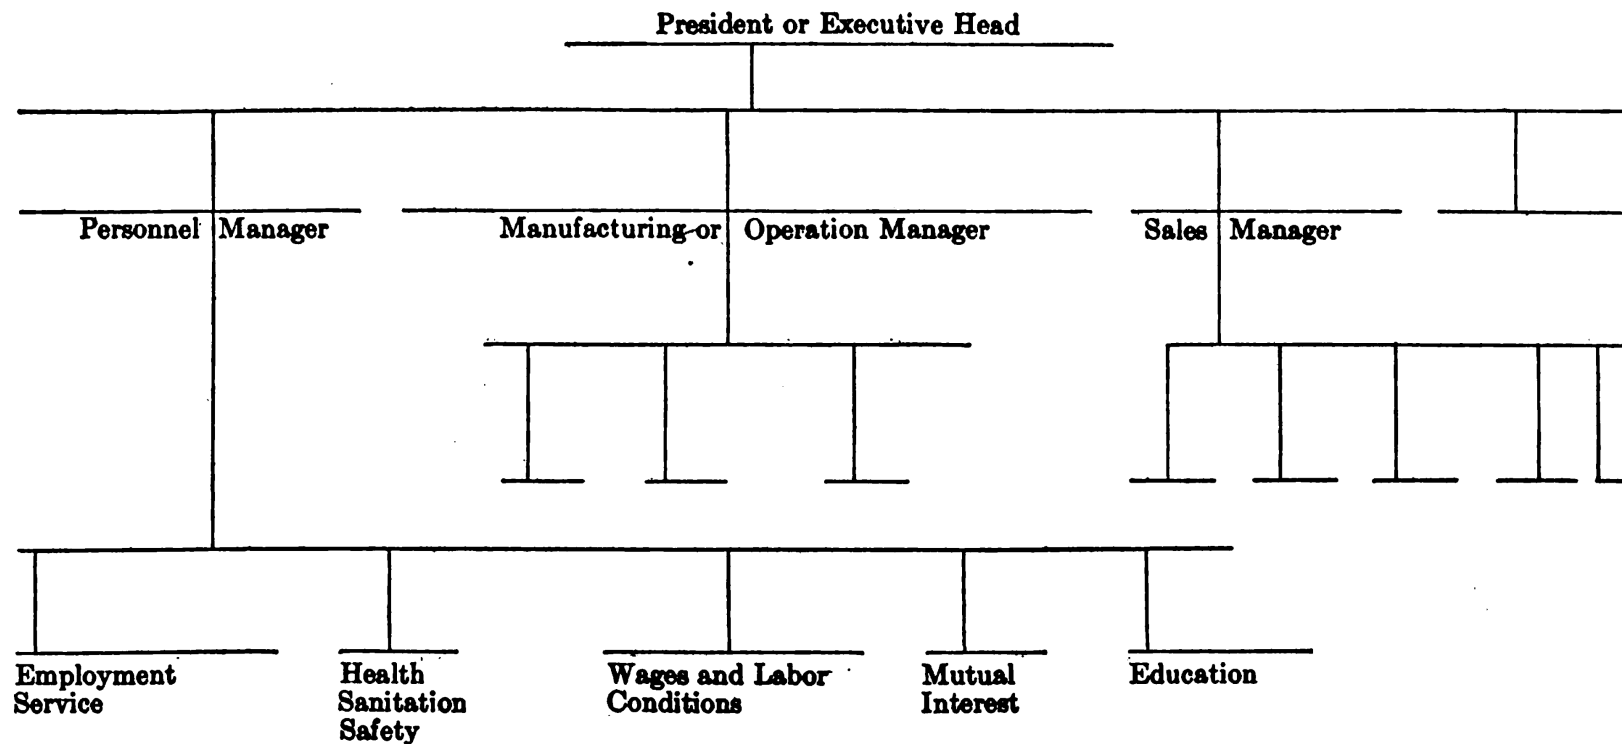 President or Executive Head
Personnel Manager
Manufacturing or Operation Manager
Sales Manager
Employment
Service
Health
Sanitation
Safety
Wages and Labor
Conditions
Mutual
Interest
Education